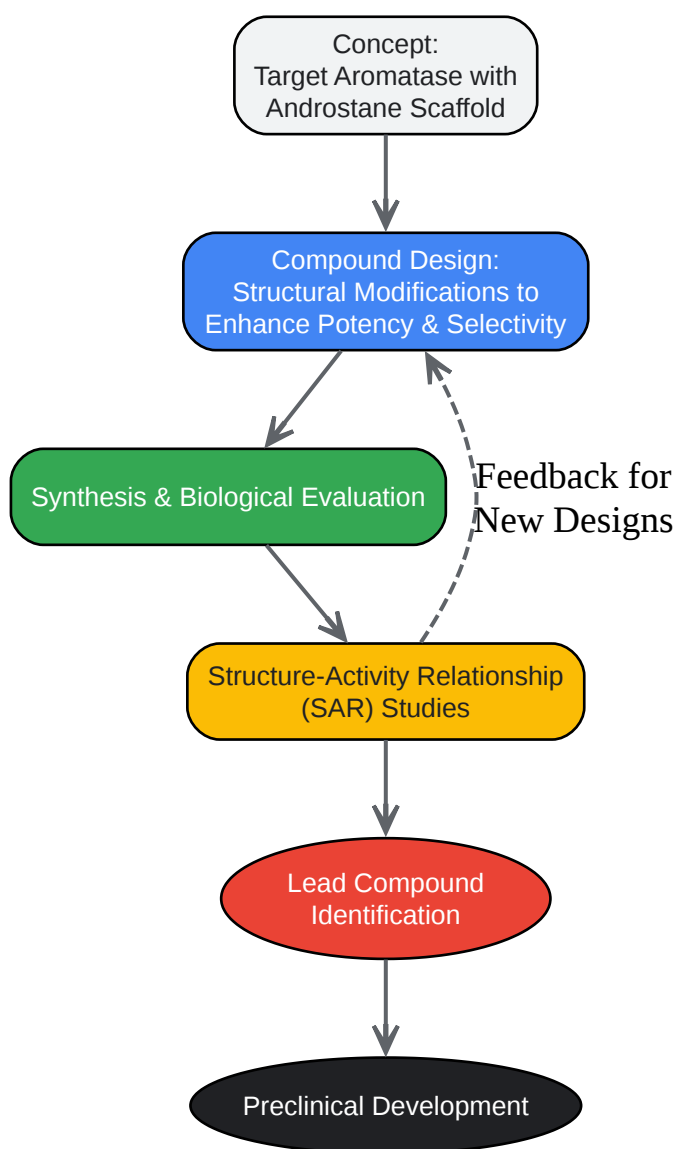 Concept:
Target Aromatase with
Androstane Scaffold
Compound Design:
Structural Modifications to
Enhance Potency & Selectivity
Synthesis & Biological Evaluation
Feedback for
New Designs
Structure-Activity Relationship
(SAR) Studies
Lead Compound
Identification
Preclinical Development